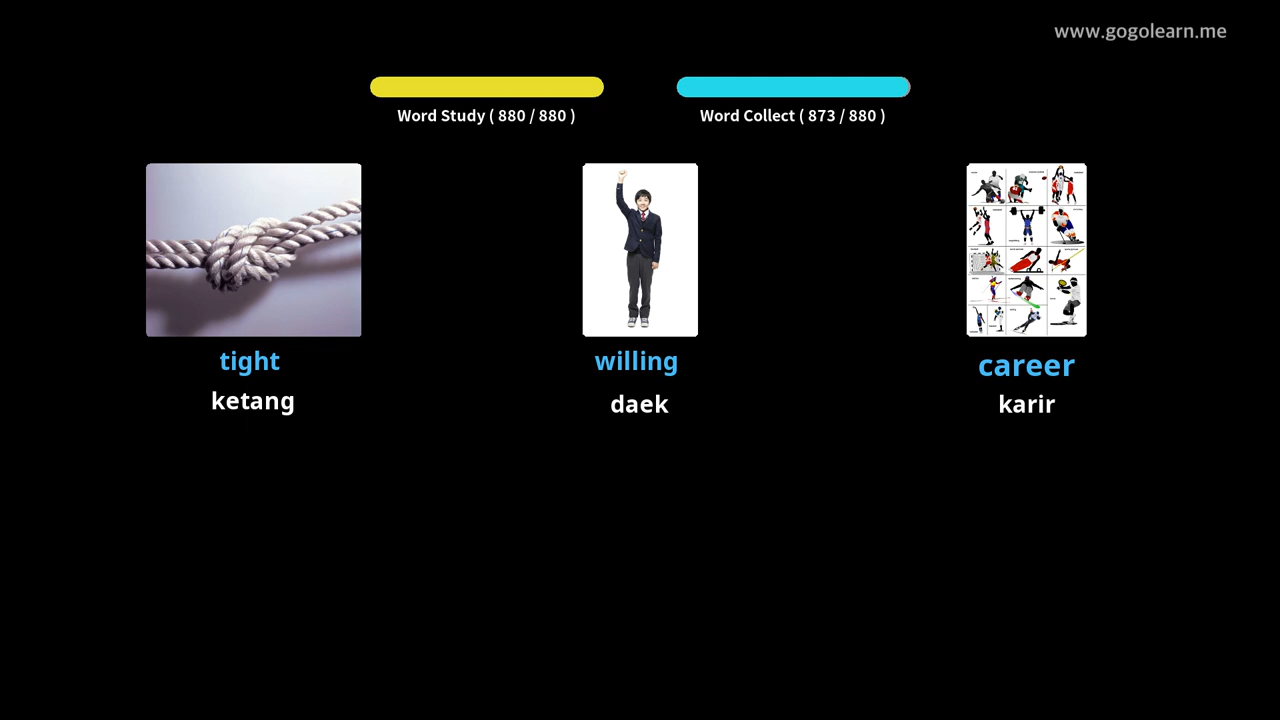 www.gogolearn.me
Word Study ( 880 / 880 )
Word Collect ( 873 / 880 )
tight
willing
career
ketang
daek
karir